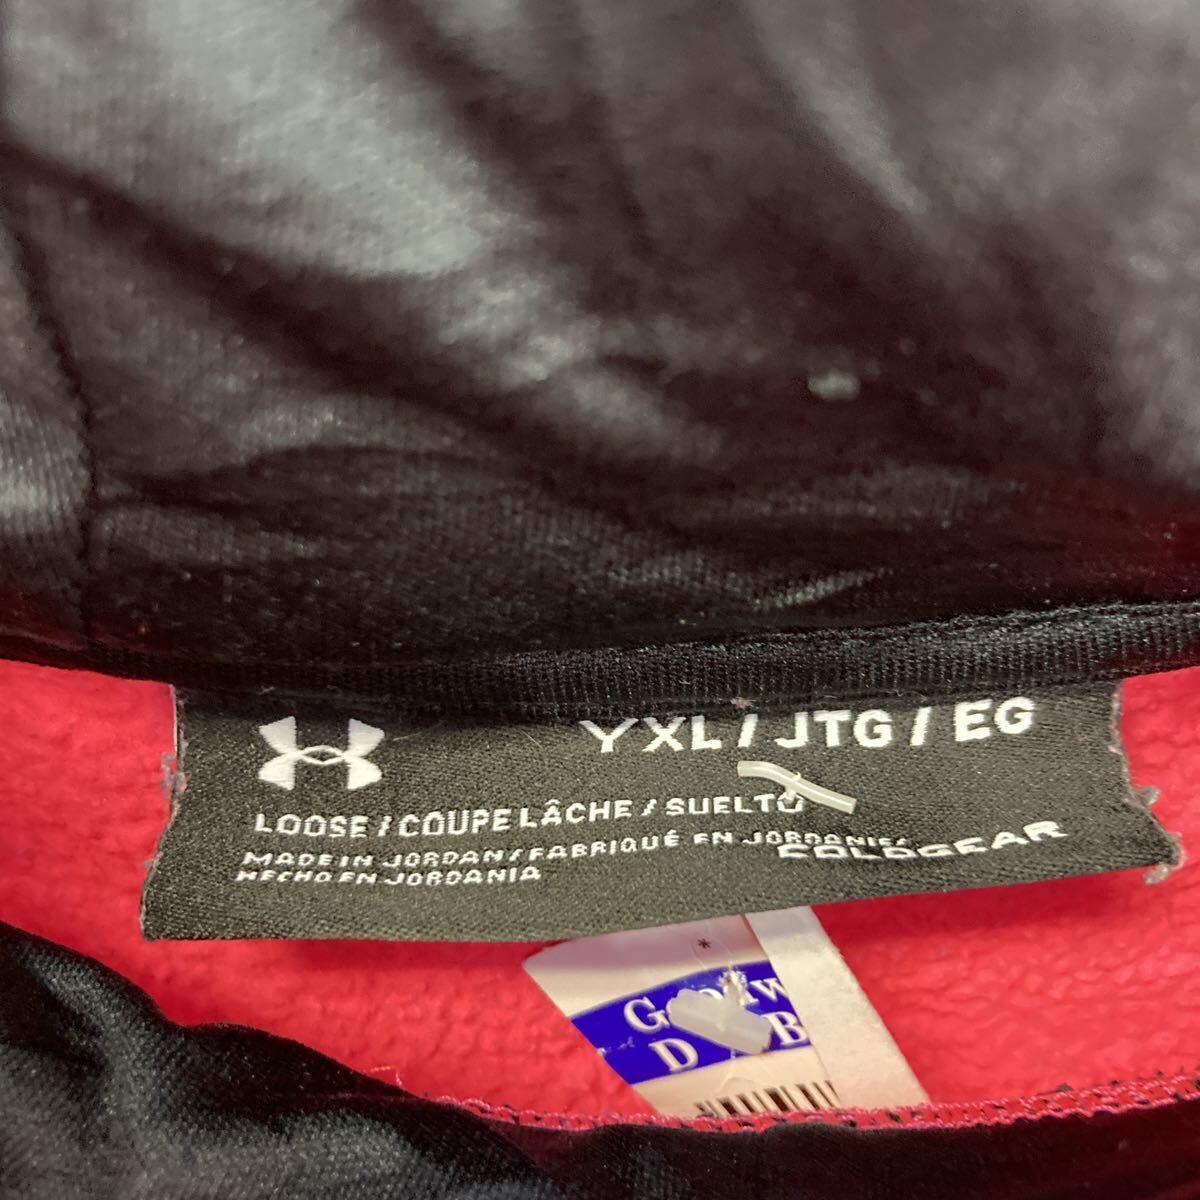 YXL / JTG / EG
LOOSE / COUPE LÂCHE / SUELTO
MADE IN JORDAN / FABRIQUÉ EN JORDANIE /
HECHO EN JORDANIA
COLDGEAR
*
D B